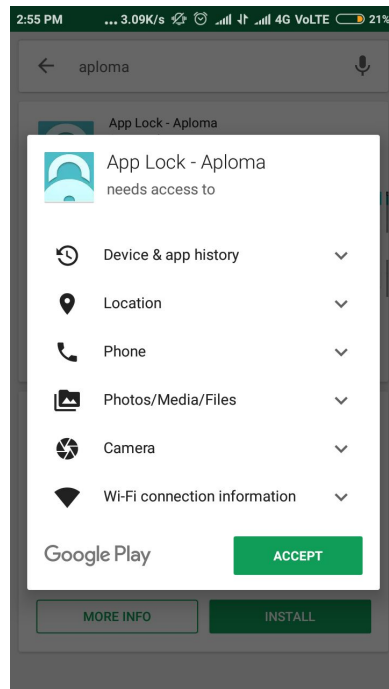 2:55 PM ... 3.09K/s 4G VoLTE 21%
aploma
App Lock - Aploma
App Lock - Aploma
needs access to
Device & app history
Location
Phone
Photos/Media/Files
Camera
Wi-Fi connection information
Google Play ACCEPT
MORE INFO INSTALL